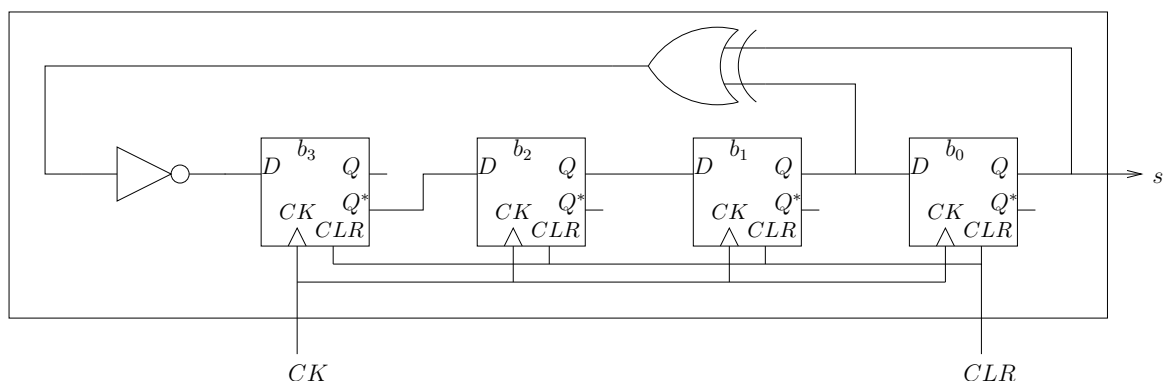 b₃ b₂ b₁ b₀
D Q D Q D Q D Q s
Q* Q* Q* Q*
CK CK CK CK
CLR CLR CLR CLR
CK CLR